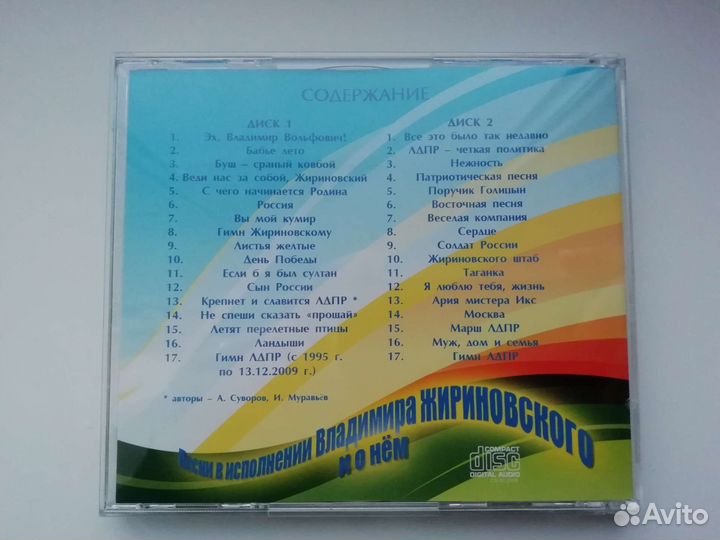 СОДЕРЖАНИЕ
ДИСК 1
1. Эх, Владимир Вольфович!
2. Бабье лето
3. Буш – сраный ковбой
4. Веди нас за собой, Жириновский
5. С чего начинается Родина
6. Россия
7. Вы мой кумир
8. Гимн Жириновскому
9. Листья желтые
10. День Победы
11. Если б я был султан
12. Сын России
13. Крепнет и славится ЛДПР *
14. Не спеши сказать «прощай»
15. Летят перелетные птицы
16. Ландыши
17. Гимн ЛДПР (с 1995 г.
по 13.12.2009 г.)
* авторы – А. Суворов, И. Муравьев
ДИСК 2
1. Все это было так недавно
2. ЛДПР – четкая политика
3. Нежность
4. Патриотическая песня
5. Поручик Голицын
6. Восточная песня
7. Веселая компания
8. Сердце
9. Солдат России
10. Жириновского штаб
11. Таганка
12. Я люблю тебя, жизнь
13. Ария мистера Икс
14. Москва
15. Марш ЛДПР
16. Муж, дом и семья
17. Гимн ЛДПР
Песни в исполнении Владимира ЖИРИНОВСКОГО
и о нём
COMPACT
disc
DIGITAL AUDIO
Avito